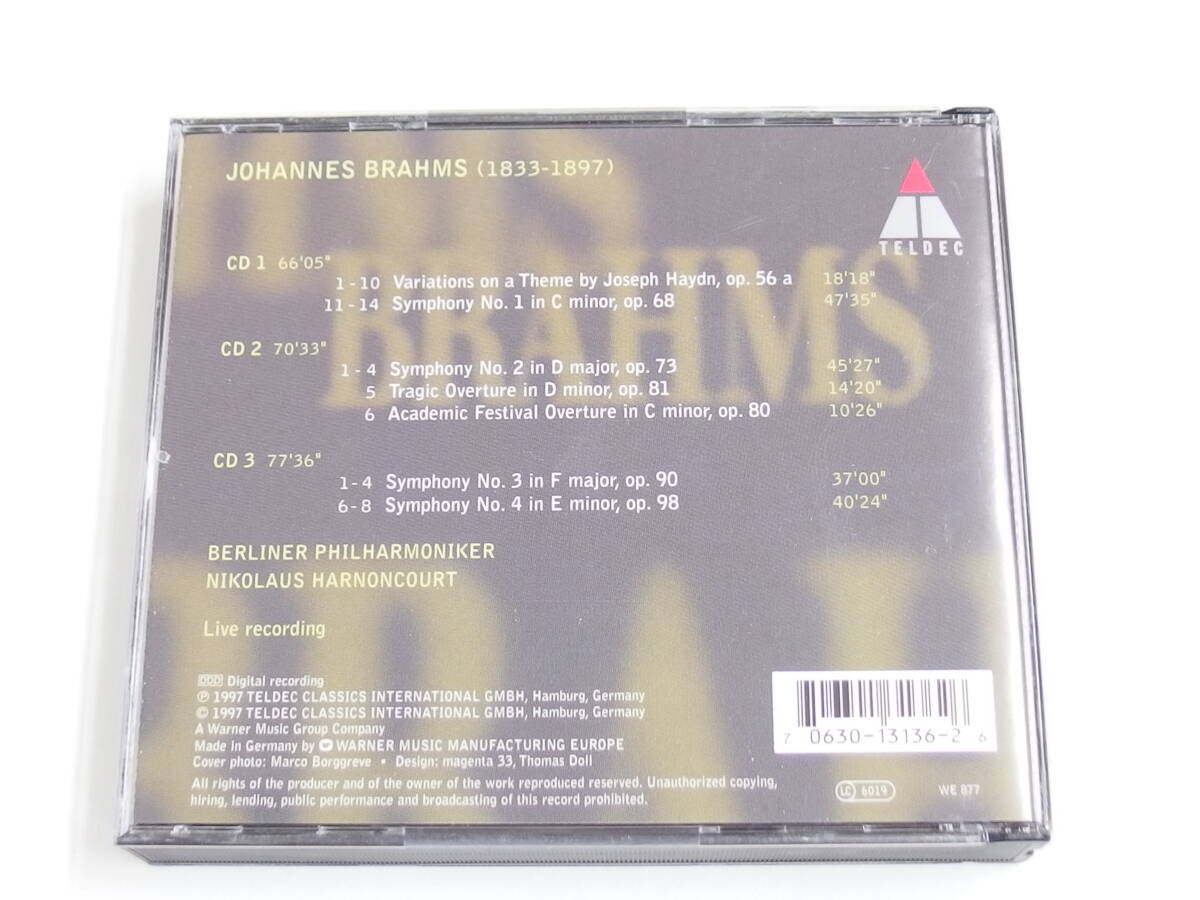 JOHANNES BRAHMS (1833-1897)
TELDEC
CD 1 66'05"
1-10 Variations on a Theme by Joseph Haydn, op. 56 a 18'18"
11-14 Symphony No. 1 in C minor, op. 68 47'35"
BRAHMS
CD 2 70'33"
1-4 Symphony No. 2 in D major, op. 73 45'27"
5 Tragic Overture in D minor, op. 81 14'20"
6 Academic Festival Overture in C minor, op. 80 10'26"
CD 3 77'36"
1-4 Symphony No. 3 in F major, op. 90 37'00"
6-8 Symphony No. 4 in E minor, op. 98 40'24"
BERLINER PHILHARMONIKER
NIKOLAUS HARNONCOURT
Live recording
DDD Digital recording
℗ 1997 TELDEC CLASSICS INTERNATIONAL GMBH, Hamburg, Germany
© 1997 TELDEC CLASSICS INTERNATIONAL GMBH, Hamburg, Germany
A Warner Music Group Company
Made in Germany by WARNER MUSIC MANUFACTURING EUROPE
Cover photo: Marco Borggreve • Design: magenta 33, Thomas Doll
All rights of the producer and of the owner of the work reproduced reserved. Unauthorized copying,
hiring, lending, public performance and broadcasting of this record prohibited.
7 0630-13136-2 6
LC 6019
WE 877